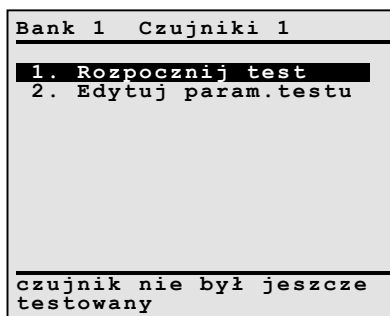 Bank 1 Czujniki 1
1. Rozpocznij test
2. Edytuj param.testu
czujnik nie był jeszcze
testowany